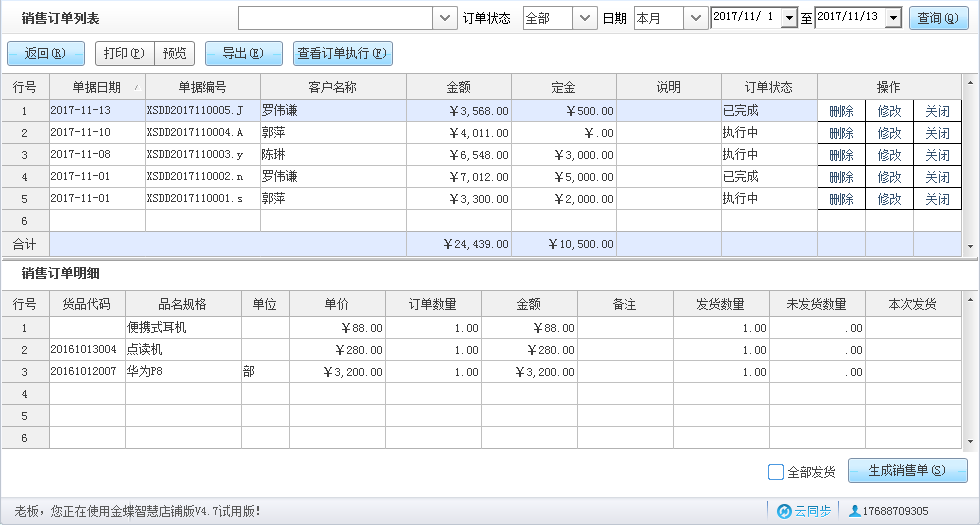 销售订单列表 订单状态 全部 日期 本月 2017/11/ 1 至 2017/11/13 查询(Q)
返回(R) 打印(P) 预览 导出(E) 查看订单执行(F)
行号 单据日期 单据编号 客户名称 金额 定金 说明 订单状态 操作
1 2017-11-13 XSDD2017110005.J 罗伟谦 ￥3,568.00 ￥500.00 已完成 删除 修改 关闭
2 2017-11-10 XSDD2017110004.A 郭萍 ￥4,011.00 ￥.00 执行中 删除 修改 关闭
3 2017-11-08 XSDD2017110003.y 陈琳 ￥6,548.00 ￥3,000.00 执行中 删除 修改 关闭
4 2017-11-01 XSDD2017110002.n 罗伟谦 ￥7,012.00 ￥5,000.00 已完成 删除 修改 关闭
5 2017-11-01 XSDD2017110001.s 郭萍 ￥3,300.00 ￥2,000.00 执行中 删除 修改 关闭
6
合计 ￥24,439.00 ￥10,500.00
销售订单明细
行号 货品代码 品名规格 单位 单价 订单数量 金额 备注 发货数量 未发货数量 本次发货
1 便携式耳机 ￥88.00 1.00 ￥88.00 1.00 .00
2 20161013004 点读机 ￥280.00 1.00 ￥280.00 1.00 .00
3 20161012007 华为P8 部 ￥3,200.00 1.00 ￥3,200.00 1.00 .00
4
5
6
全部发货 生成销售单(S)
老板，您正在使用金蝶智慧店铺版V4.7试用版！ 云同步 17688709305